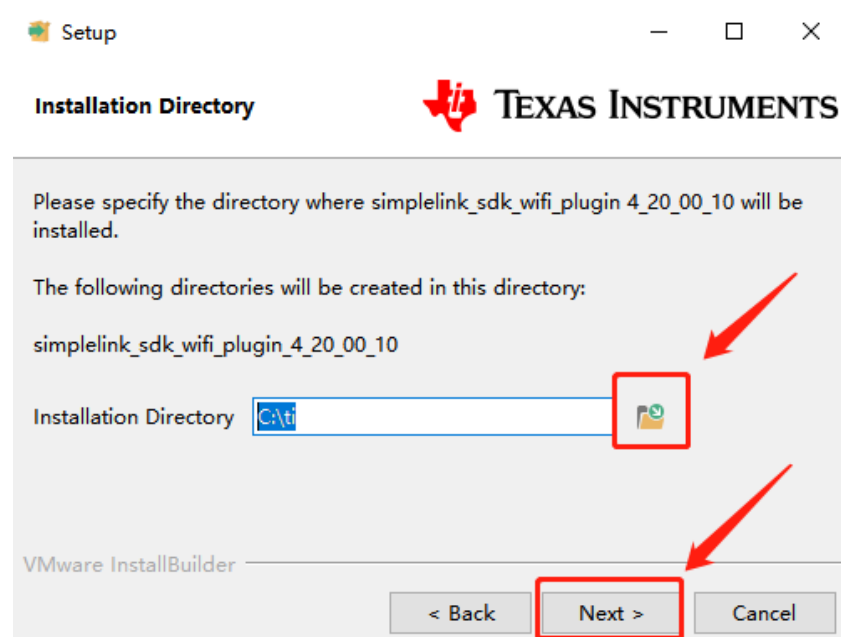 Setup
Installation Directory
TEXAS INSTRUMENTS
Please specify the directory where simplelink_sdk_wifi_plugin 4_20_00_10 will be
installed.
The following directories will be created in this directory:
simplelink_sdk_wifi_plugin_4_20_00_10
Installation Directory C:\ti
VMware InstallBuilder
< Back Next > Cancel